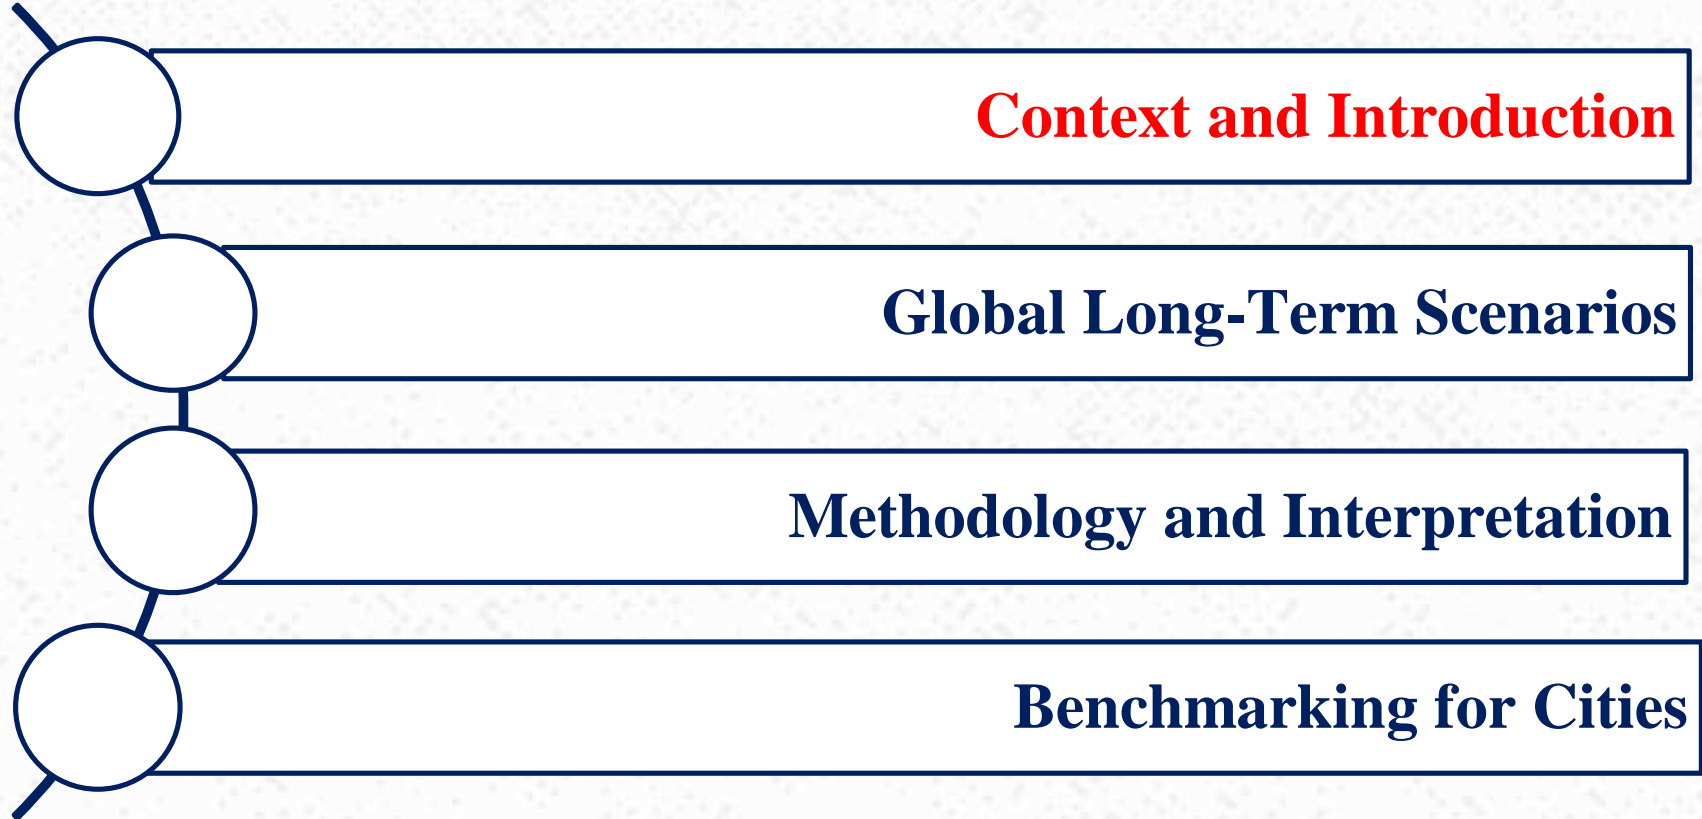 Context and Introduction
Global Long-Term Scenarios
Methodology and Interpretation
Benchmarking for Cities